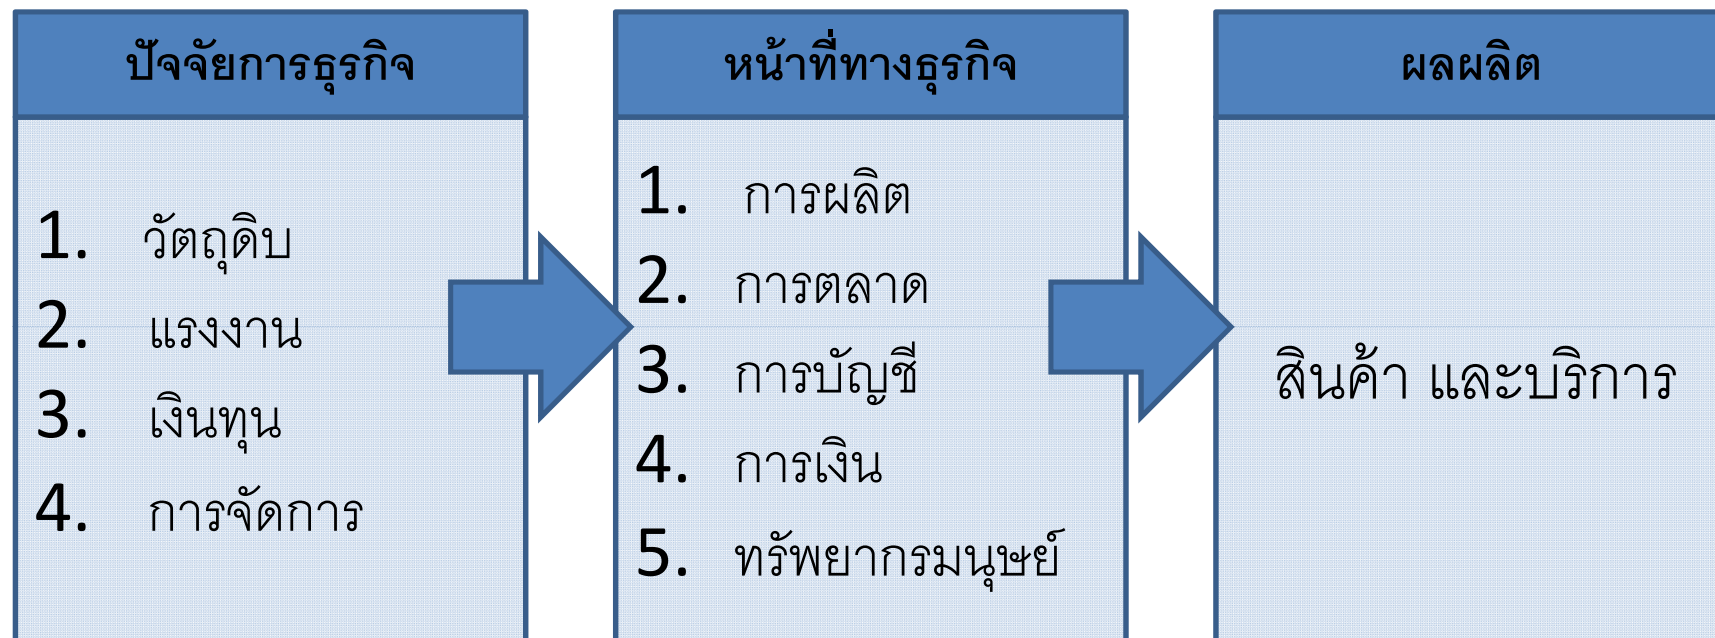 ปัจจัยการธุรกิจ
1. วัตถุดิบ
2. แรงงาน
3. เงินทุน
4. การจัดการ
หน้าที่ทางธุรกิจ
1. การผลิต
2. การตลาด
3. การบัญชี
4. การเงิน
5. ทรัพยากรมนุษย์
ผลผลิต
สินค้า และบริการ